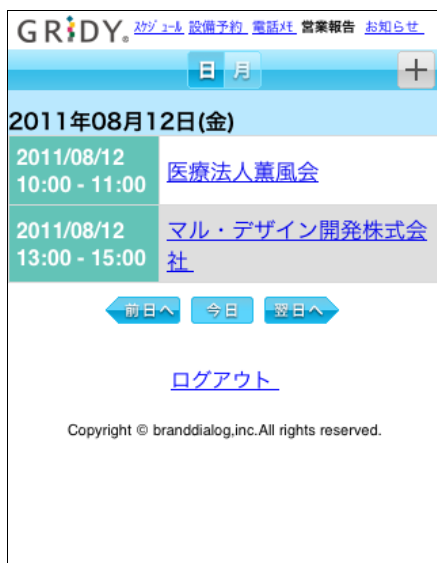 GRiDY® ｽｹｼﾞｭｰﾙ 設備予約 電話ﾒﾓ 営業報告 お知らせ
日 月 +
2011年08月12日(金)
2011/08/12
10:00 - 11:00
医療法人薫風会
2011/08/12
13:00 - 15:00
マル・デザイン開発株式会
社
前日へ 今日 翌日へ
ログアウト
Copyright © branddialog,inc.All rights reserved.